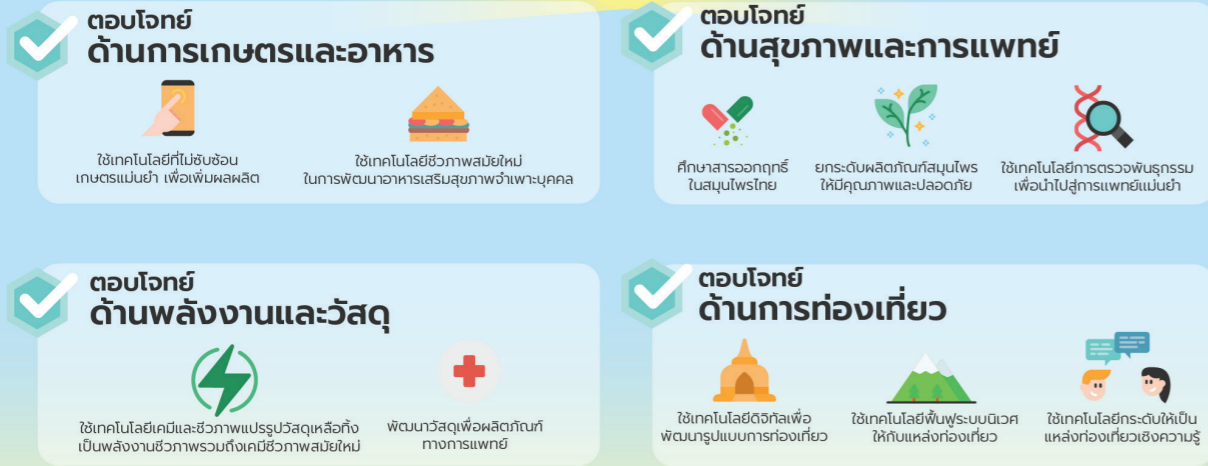 ตอบโจทย์
ด้านการเกษตรและอาหาร
ใช้เทคโนโลยีที่ไม่ซับซ้อน
เกษตรแม่นยำ เพื่อเพิ่มผลผลิต
ใช้เทคโนโลยีชีวภาพสมัยใหม่
ในการพัฒนาอาหารเสริมสุขภาพจำเพาะบุคคล
ตอบโจทย์
ด้านสุขภาพและการแพทย์
ศึกษาสารออกฤทธิ์
ในสมุนไพรไทย
ยกระดับผลิตภัณฑ์สมุนไพร
ให้มีคุณภาพและปลอดภัย
ใช้เทคโนโลยีการตรวจพันธุกรรม
เพื่อนำไปสู่การแพทย์แม่นยำ
ตอบโจทย์
ด้านพลังงานและวัสดุ
ใช้เทคโนโลยีเคมีและชีวภาพแปรรูปวัสดุเหลือทิ้ง
เป็นพลังงานชีวภาพรวมถึงเคมีชีวภาพสมัยใหม่
พัฒนาวัสดุเพื่อผลิตภัณฑ์
ทางการแพทย์
ตอบโจทย์
ด้านการท่องเที่ยว
ใช้เทคโนโลยีดิจิทัลเพื่อ
พัฒนารูปแบบการท่องเที่ยว
ใช้เทคโนโลยีฟื้นฟูระบบนิเวศ
ให้กับแหล่งท่องเที่ยว
ใช้เทคโนโลยีกระดับให้เป็น
แหล่งท่องเที่ยวเชิงความรู้